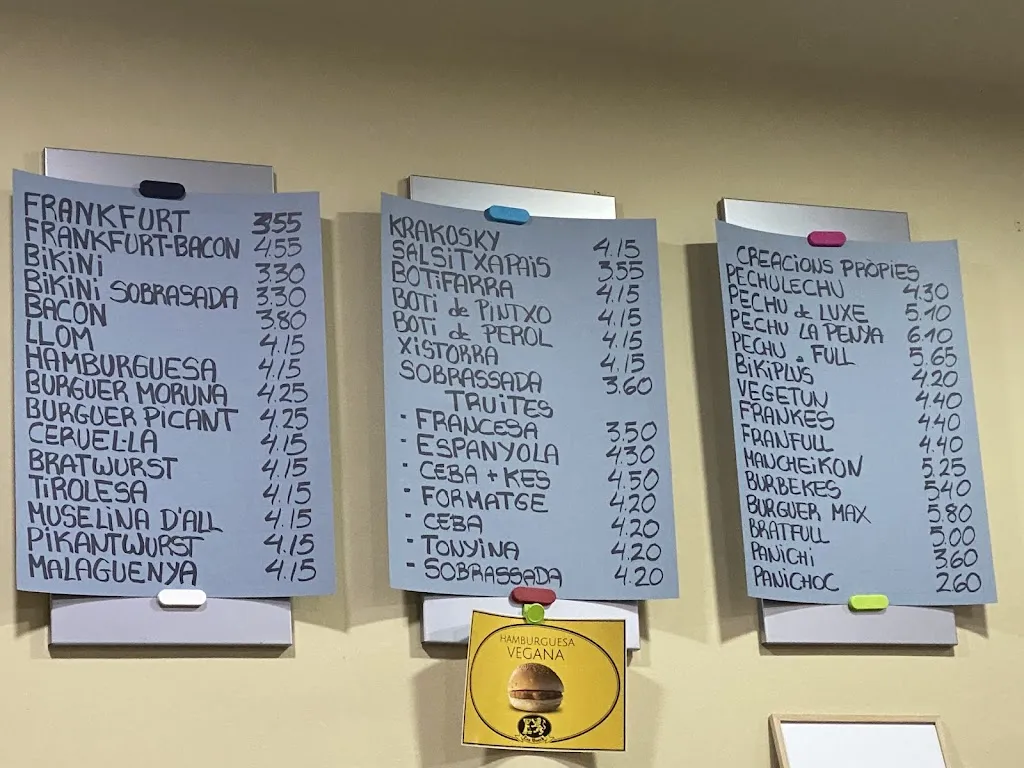 FRANKFURT 3.55
FRANKFURT-BACON 4.55
BIKINI 3.30
BIKINI SOBRASADA 3.30
BACON 3.80
LLOM 4.15
HAMBURGUESA 4.15
BURGUER MORUNA 4.25
BURGUER PICANT 4.25
CERVEL·LA 4.15
BRATWURST 4.15
TIROLESA 4.15
MUSELINA D'ALL 4.15
PIKANTWURST 4.15
MALAGUENYA 4.15
KRAKOSKY 4.15
SALSITXAPAIS 3.55
BOTIFARRA 4.15
BOTI de PINTXO 4.15
BOTI de PEROL 4.15
XISTORRA 4.15
SOBRASSADA 3.60
TRUITES
- FRANCESA 3.50
- ESPANYOLA 4.30
- CEBA + KES 4.50
- FORMATGE 4.20
- CEBA 4.20
- TONYINA 4.20
- SOBRASSADA 4.20
CREACIONS PRÒPIES
PECHULECHU 4.30
PECHU de LUXE 5.10
PECHU LA PENYA 6.10
PECHU - FULL 5.65
BIKIPLUS 4.20
VEGETUN 4.40
FRANKES 4.40
FRANFULL 4.40
MANCHEIKON 5.25
BURBEKES 5.40
BURGUER MAX 5.80
BRATFULL 5.00
PANICHI 3.60
PANICHOC 2.60
HAMBURGUESA
VEGANA